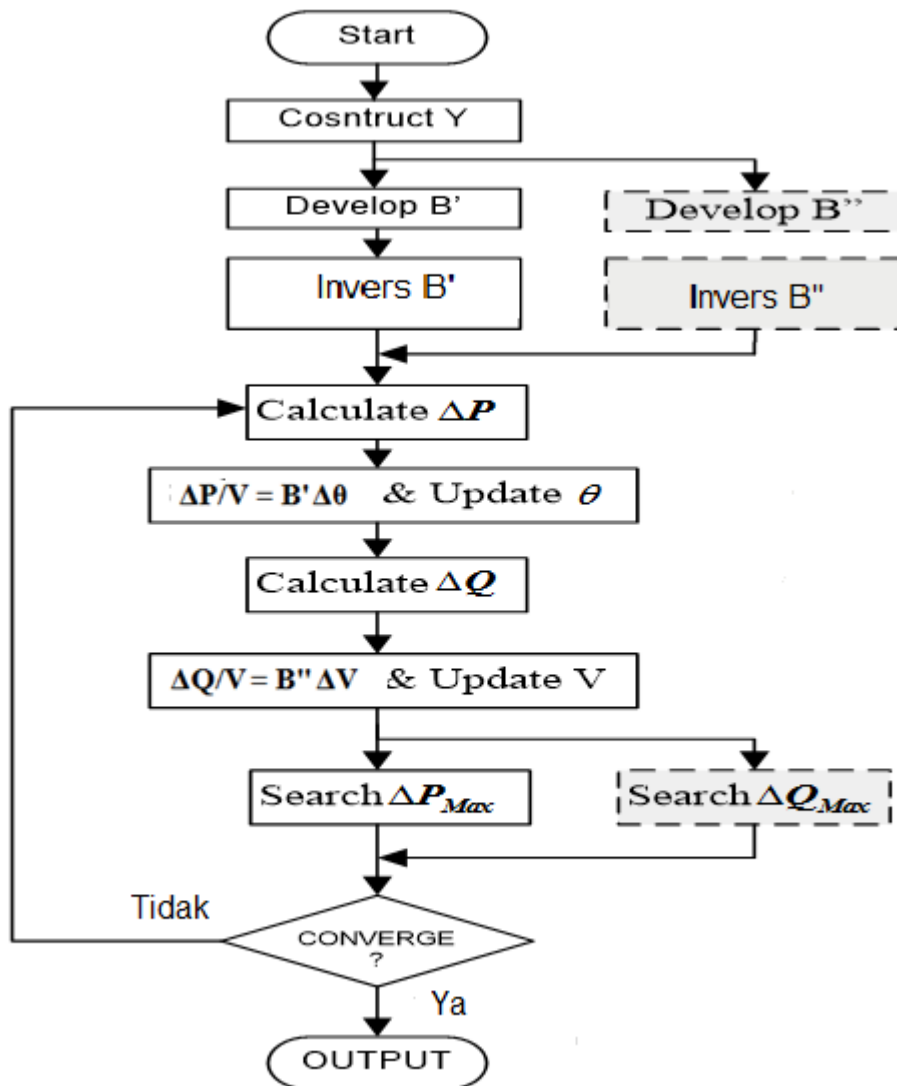 Start
Cosntruct Y
Develop B'
Develop B’’
Invers B'
Invers B"
Calculate ΔP
ΔP/V = B'Δθ & Update θ
Calculate ΔQ
ΔQ/V = B" ΔV & Update V
Search ΔP_Max
Search ΔQ_Max
Tidak
CONVERGE
?
Ya
OUTPUT